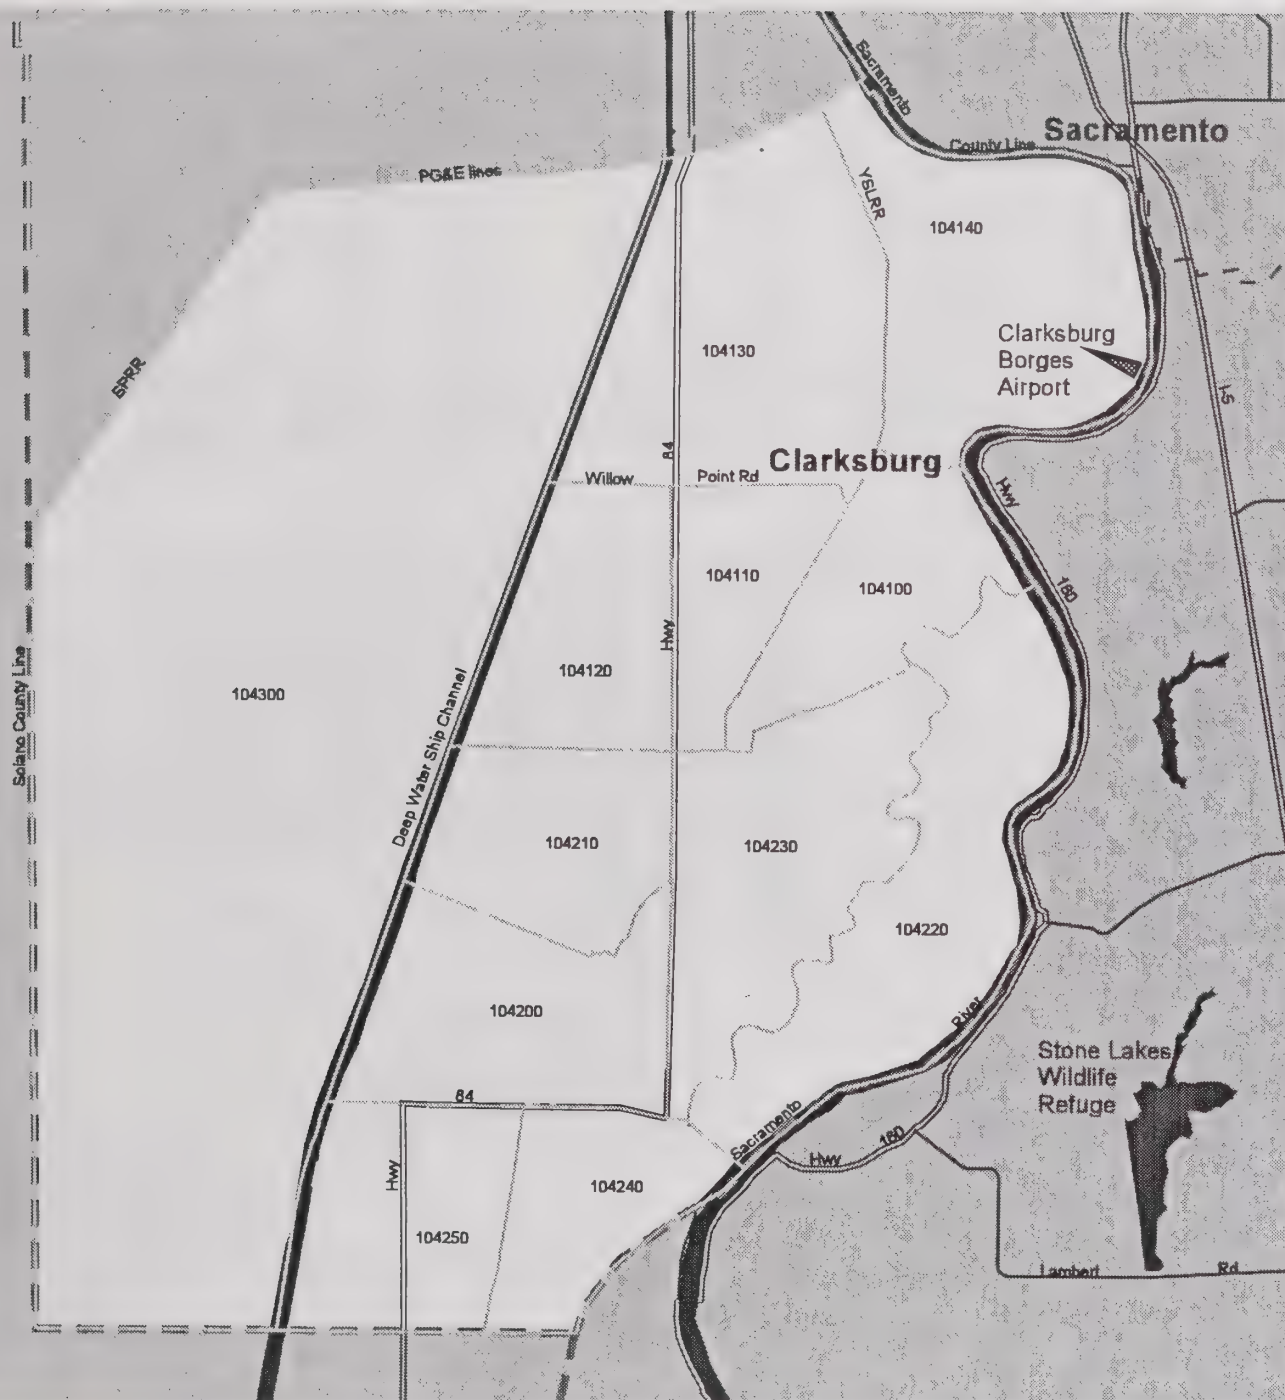 Sacramento
County Line
Sacramento
PG&E lines
YSLRR
104140
Clarksburg
Borges
Airport
104130
SPRR
I-5
84
Clarksburg
Willow
Point Rd
Hwy
160
104110
104100
Hwy
104120
104300
Solano County Line
Deep Water Ship Channel
104210
104230
104220
104200
River
Stone Lakes
Wildlife
Refuge
84
Sacramento
160
Hwy
Hwy
104240
104250
Lambert
Rd